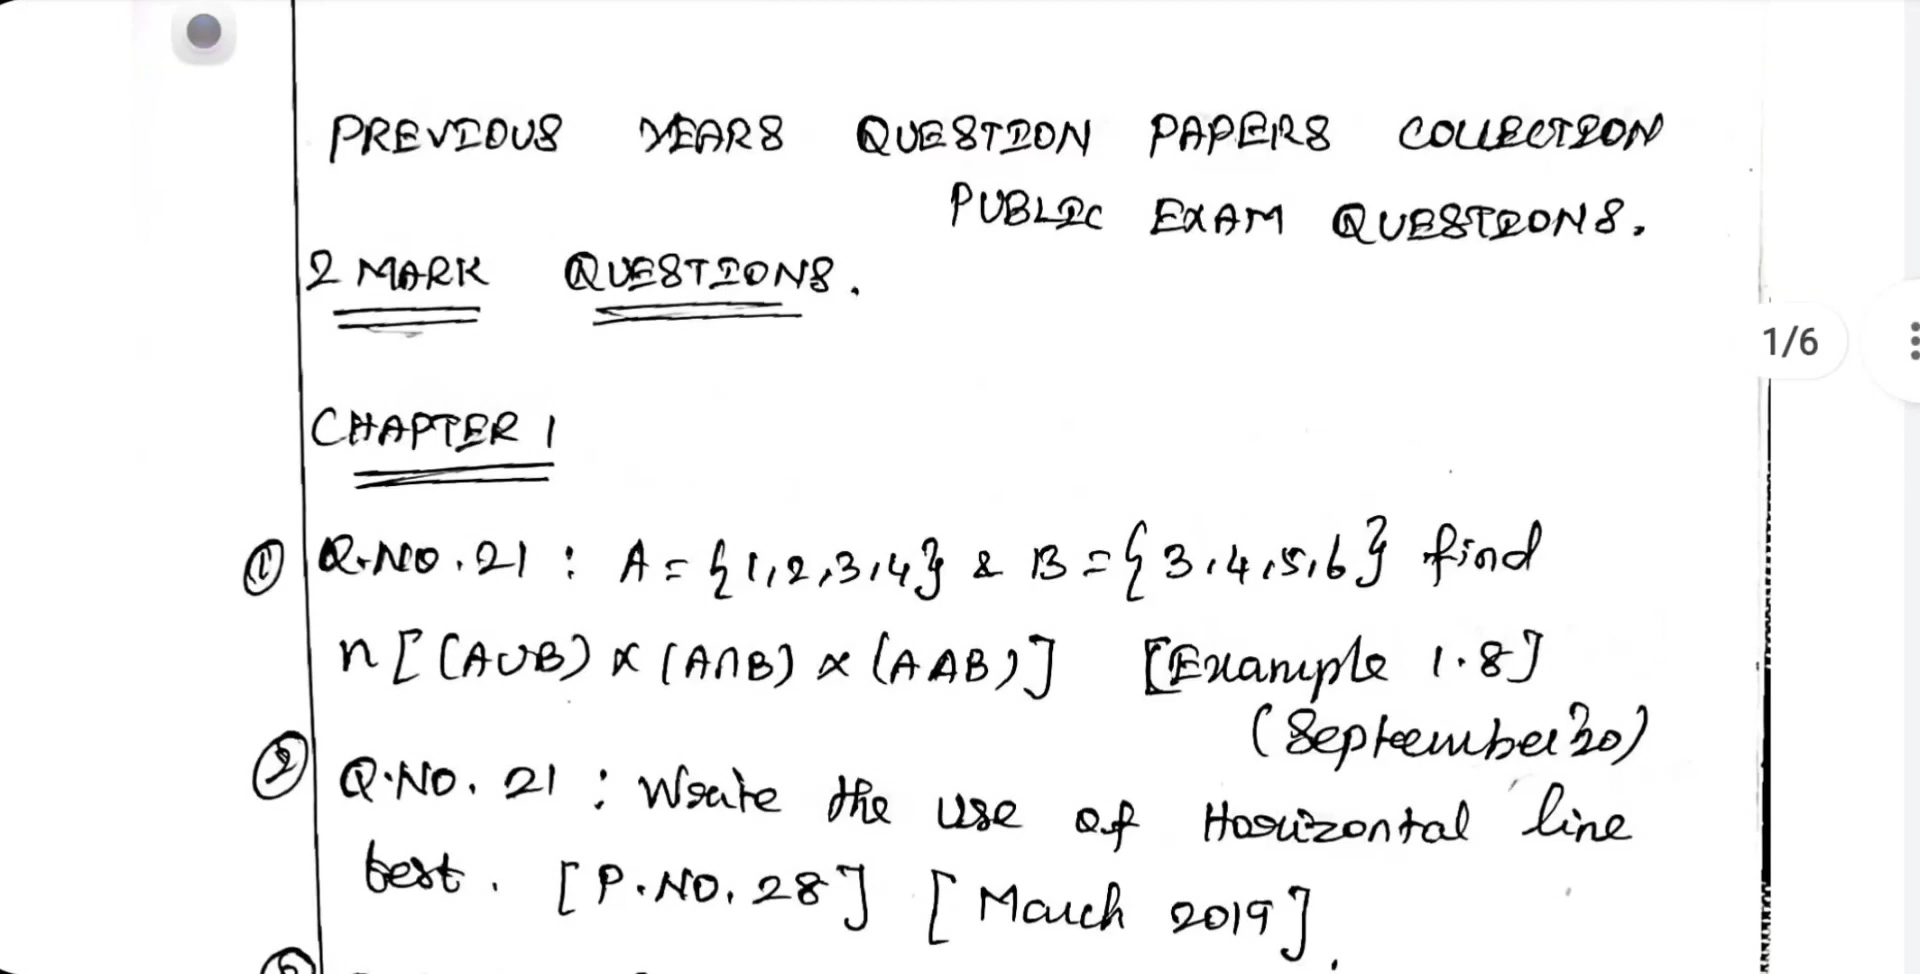 PREVIOUS YEARS QUESTION PAPERS COLLECTION
PUBLIC EXAM QUESTIONS.
2 MARK QUESTIONS.
1/6
CHAPTER 1
① Q.NO.21 : A = {1,2,3,4} & B = {3,4,5,6} find
n [ (A∪B) × (A∩B) × (A∆B) ] [Example 1.8]
(September 20)
② Q.NO. 21 : Write the use of Horizontal line
test. [P.NO. 28] [March 2019].